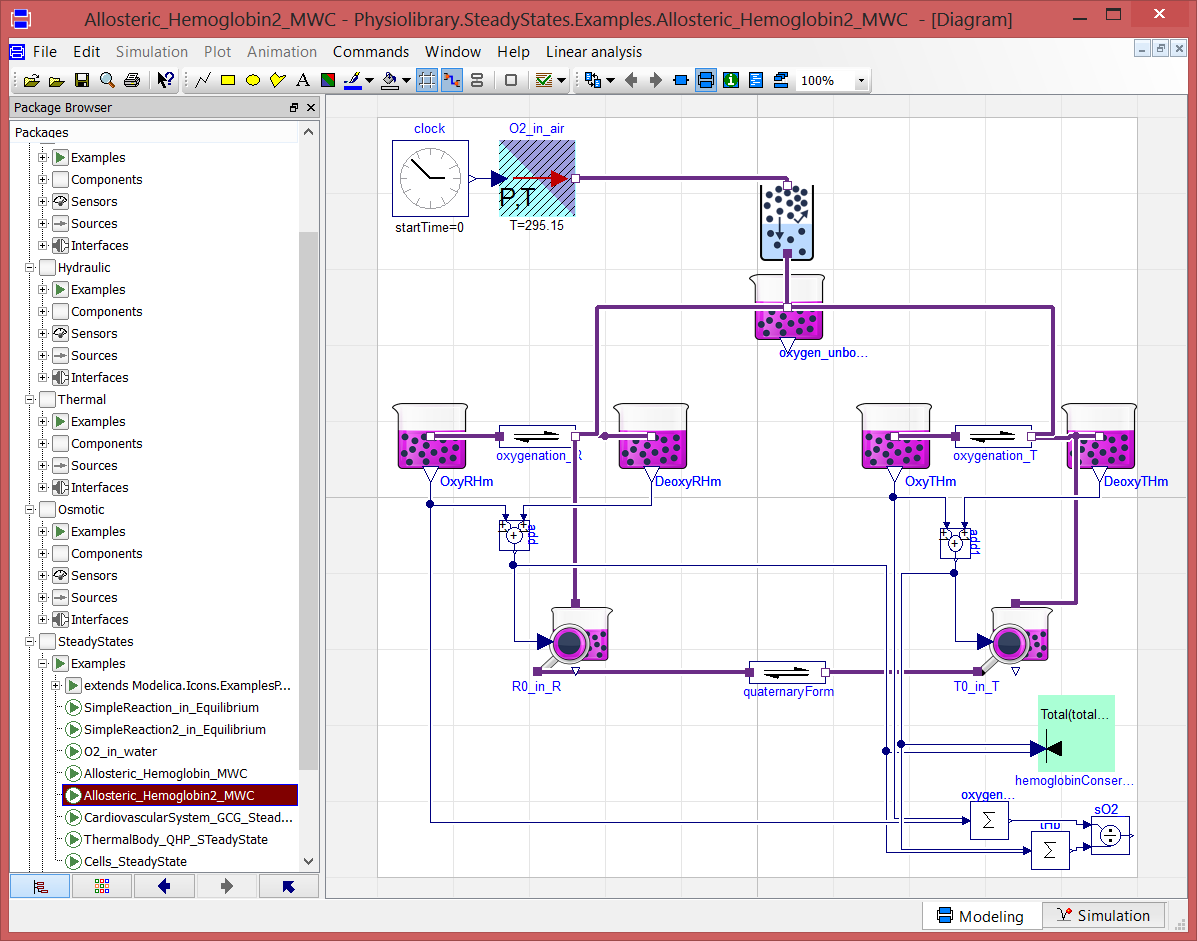 Allosteric_Hemoglobin2_MWC - Physiolibrary.SteadyStates.Examples.Allosteric_Hemoglobin2_MWC - [Diagram]
File Edit Simulation Plot Animation Commands Window Help Linear analysis
100%
Package Browser
Packages
Examples
Components
Sensors
Sources
Interfaces
Hydraulic
Examples
Components
Sensors
Sources
Interfaces
Thermal
Examples
Components
Sources
Interfaces
Osmotic
Examples
Components
Sensors
Sources
Interfaces
SteadyStates
Examples
extends Modelica.Icons.ExamplesP...
SimpleReaction_in_Equilibrium
SimpleReaction2_in_Equilibrium
O2_in_water
Allosteric_Hemoglobin_MWC
Allosteric_Hemoglobin2_MWC
CardiovascularSystem_GCG_Stead...
ThermalBody_QHP_STeadyState
Cells_SteadyState
clock
O2_in_air
P,T
startTime=0
T=295.15
oxygen_unbo...
oxygenation_R
oxygenation_T
OxyRHm
DeoxyRHm
OxyTHm
DeoxyTHm
add
add1
R0_in_R
quaternaryForm
T0_in_T
Total(total...
hemoglobinConser...
oxygen...
sO2
Σ
tHb
Σ
Modeling
Simulation